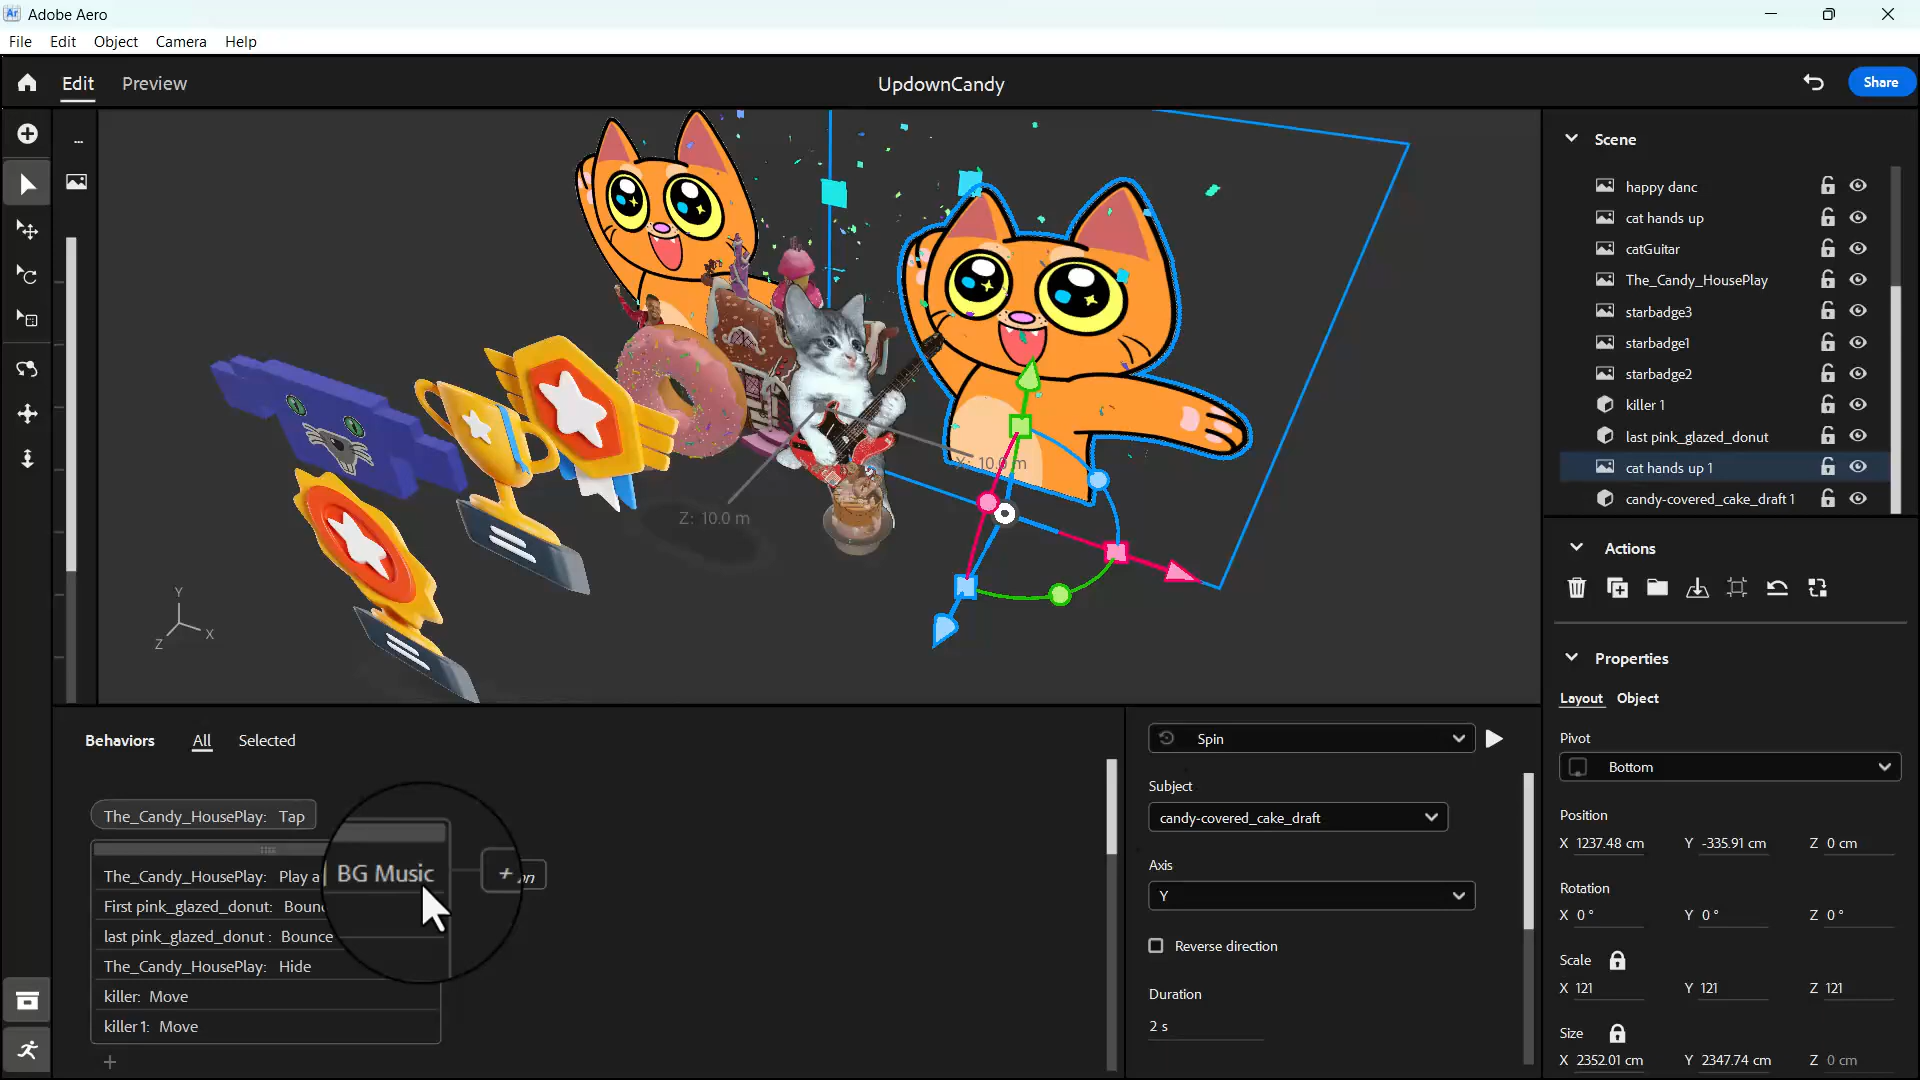 Adobe Aero
File Edit Object Camera Help
Edit Preview UpdownCandy Share
Scene
happy danc
cat hands up
catGuitar
The_Candy_HousePlay
starbadge3
starbadge1
starbadge2
killer 1
last pink_glazed_donut
cat hands up 1
candy-covered_cake_draft 1
X: 10.0 m
Z: 10.0 m
Y
X
Z
Actions
Properties
Layout Object
Pivot
Bottom
Position
X 1237.48 cm Y -335.91 cm Z 0 cm
Rotation
X 0° Y 0° Z 0°
Scale
X 121 Y 121 Z 121
Size
X 2352.01 cm Y 2347.74 cm Z 0 cm
Behaviors All Selected
The_Candy_HousePlay: Tap
The_Candy_HousePlay: Play a
BG Music
First pink_glazed_donut:
last pink_glazed_donut : Bounce
The_Candy_HousePlay: Hide
killer: Move
killer 1: Move
+
Spin
Subject
candy-covered_cake_draft
Axis
Y
Reverse direction
Duration
2 s